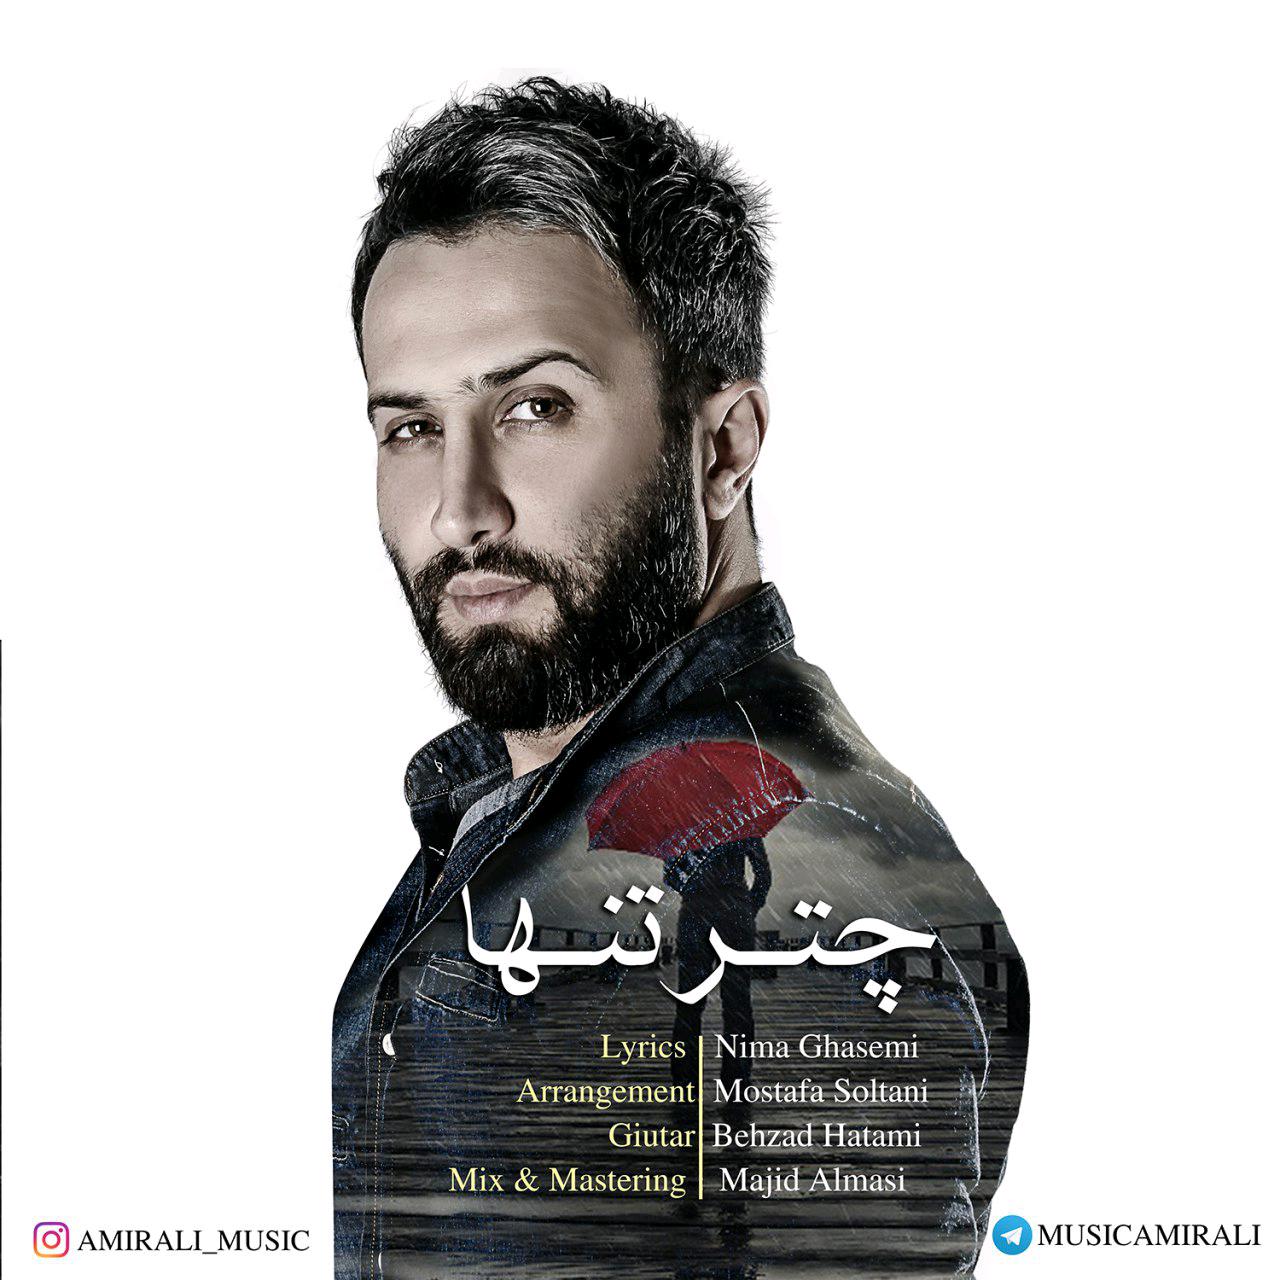 چتر تنها
Lyrics | Nima Ghasemi
Arrangement | Mostafa Soltani
Giutar | Behzad Hatami
Mix & Mastering | Majid Almasi
AMIRALI_MUSIC
MUSICAMIRALI